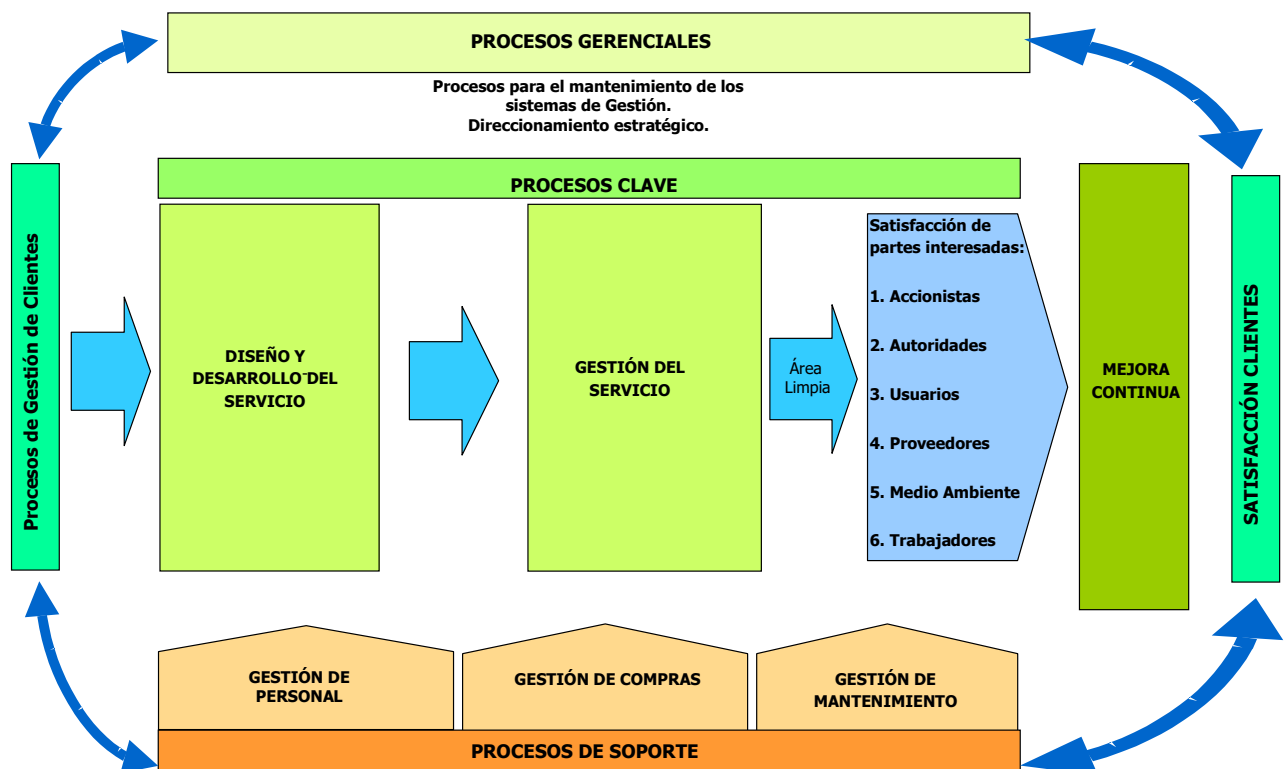 PROCESOS GERENCIALES
Procesos para el mantenimiento de los
sistemas de Gestión.
Direccionamiento estratégico.
Procesos de Gestión de Clientes
PROCESOS CLAVE
DISEÑO Y
DESARROLLO DEL
SERVICIO
GESTIÓN DEL
SERVICIO
Área
Limpia
Satisfacción de
partes interesadas:
1. Accionistas
2. Autoridades
3. Usuarios
4. Proveedores
5. Medio Ambiente
6. Trabajadores
MEJORA
CONTINUA
SATISFACCIÓN CLIENTES
GESTIÓN DE
PERSONAL
GESTIÓN DE COMPRAS
GESTIÓN DE
MANTENIMIENTO
PROCESOS DE SOPORTE